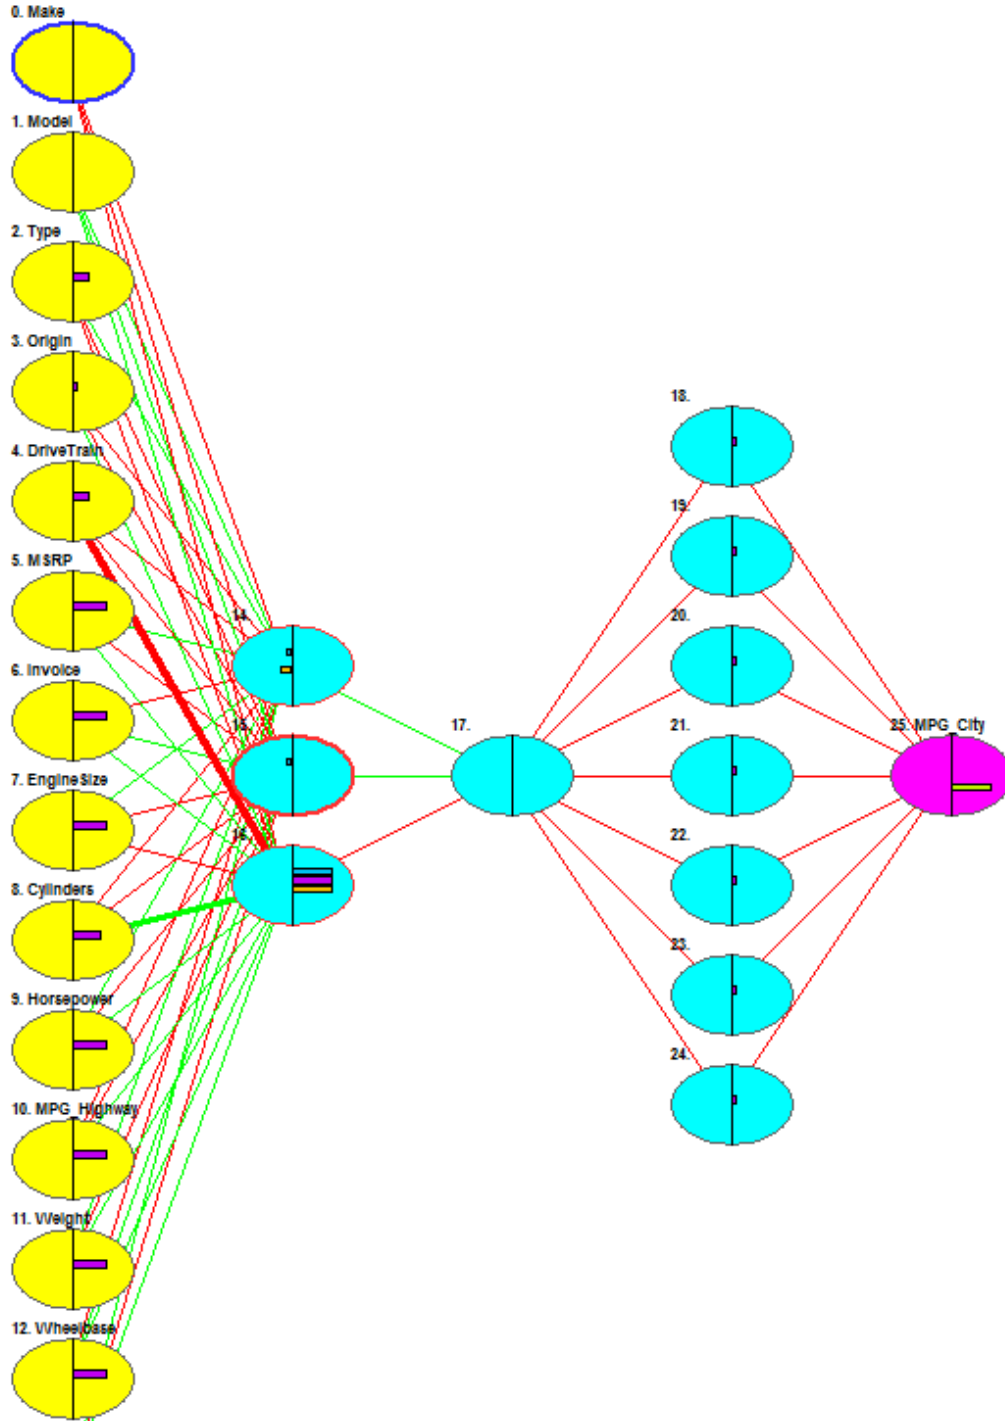 0. Make
1. Model
2. Type
3. Origin
4. DriveTrain
5. MSRP
6. Invoice
7. EngineSize
8. Cylinders
9. Horsepower
10. MPG_Highway
11. Weight
12. Wheelbase
14.
15.
16.
17.
18.
19.
20.
21.
22.
23.
24.
25. MPG_City